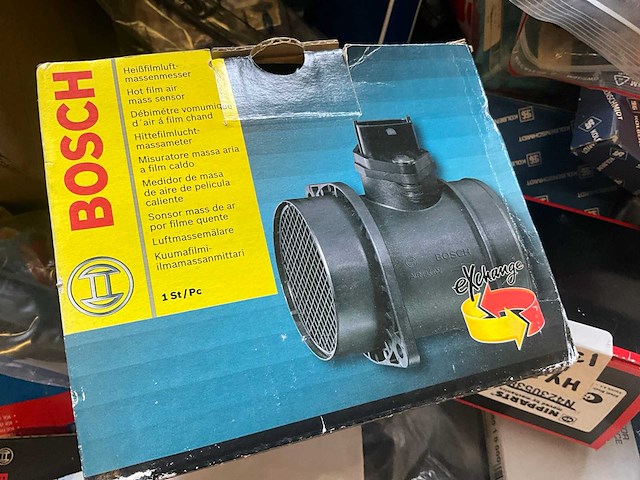 BOSCH
Heißfilmluft-
massenmesser
Hot film air
mass sensor
Débimètre vomumique
d'air á film chand
Hittefilmlucht-
massameter
Misuratore massa aria
a film caldo
Medidor de masa
de aire de pelicula
caliente
Sensor mass de ar
por filme quente
Luftmassemälare
Kuumafilmi-
ilmamassanmittari
1 St/Pc
BOSCH
eXchange
NIPPARTS